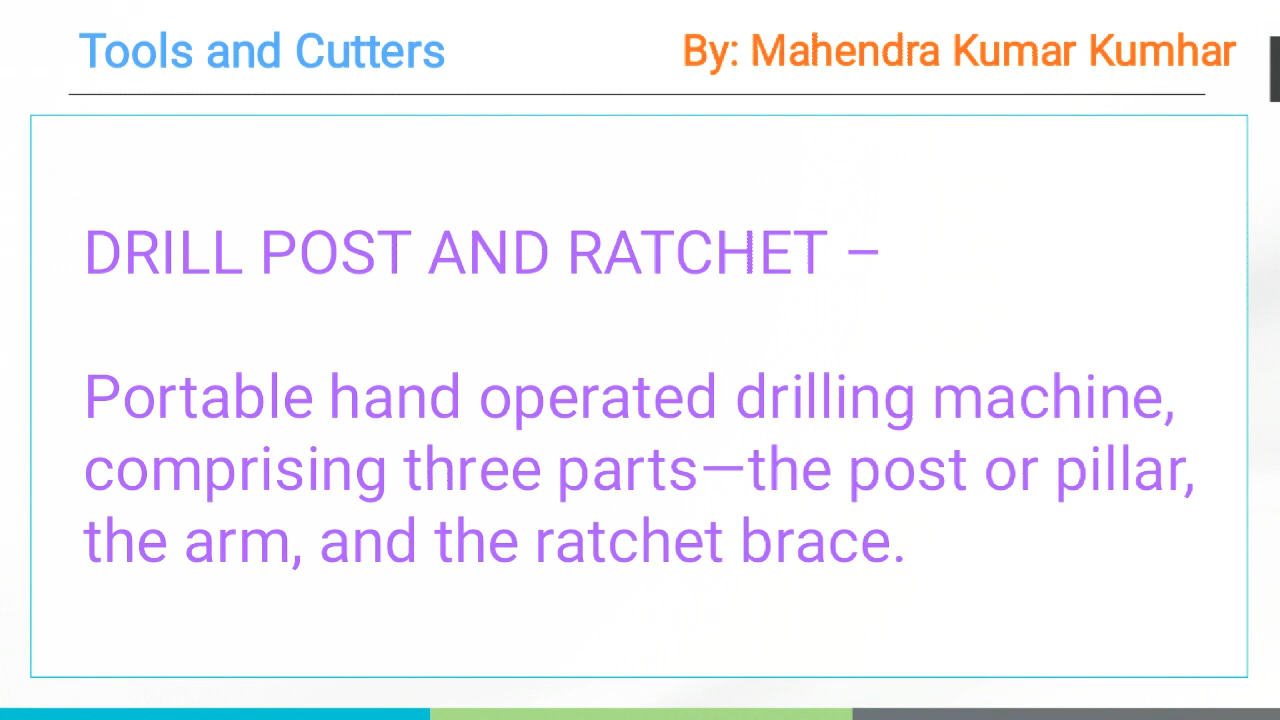 Tools and Cutters
By: Mahendra Kumar Kumhar
DRILL POST AND RATCHET –
Portable hand operated drilling machine,
comprising three parts—the post or pillar,
the arm, and the ratchet brace.